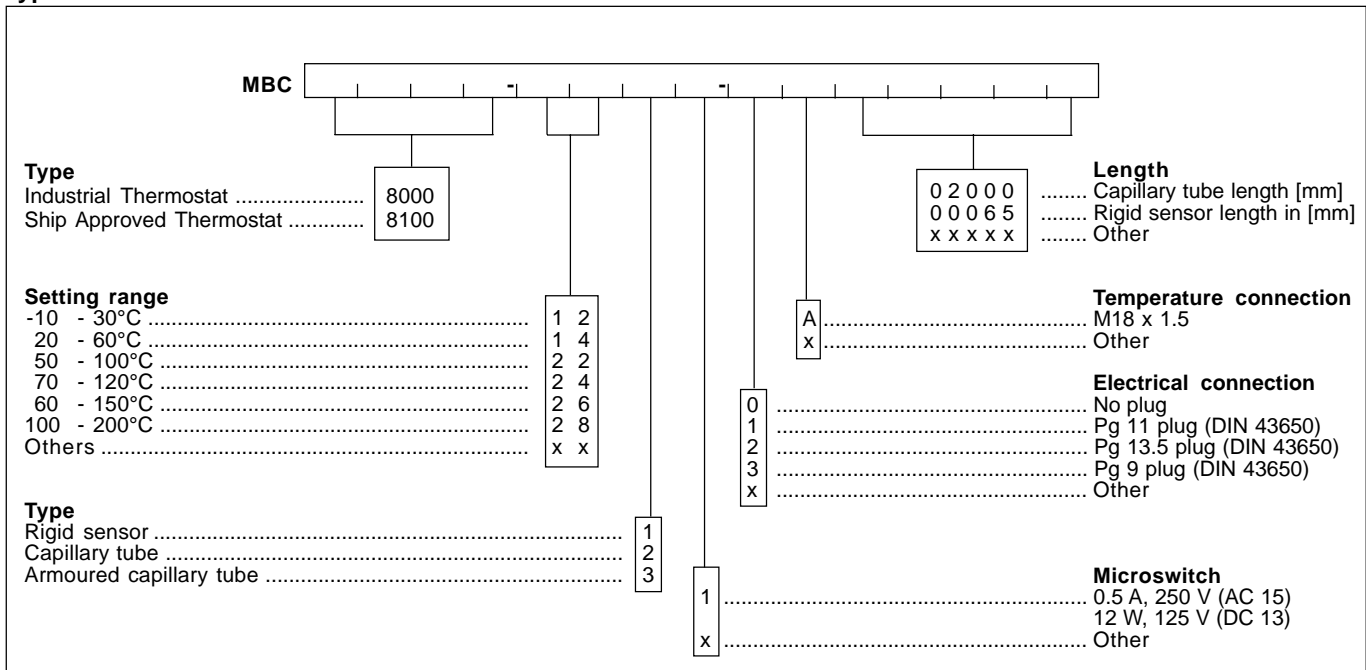 MBC - -
Type
Industrial Thermostat ...................... 8000
Ship Approved Thermostat ............. 8100
Length
0 2 0 0 0 ........ Capillary tube length [mm]
0 0 0 6 5 ........ Rigid sensor length in [mm]
x x x x x ........ Other
Setting range
-10 - 30°C ........ 1 2
20 - 60°C ........ 1 4
50 - 100°C ........ 2 2
70 - 120°C ........ 2 4
60 - 150°C ........ 2 6
100 - 200°C ........ 2 8
Others ........ x x
Temperature connection
A ........ M18 x 1.5
x ........ Other
Electrical connection
0 ........ No plug
1 ........ Pg 11 plug (DIN 43650)
2 ........ Pg 13.5 plug (DIN 43650)
3 ........ Pg 9 plug (DIN 43650)
x ........ Other
Type
Rigid sensor ........ 1
Capillary tube ........ 2
Armoured capillary tube ........ 3
Microswitch
1 ........ 0.5 A, 250 V (AC 15)
12 W, 125 V (DC 13)
x ........ Other